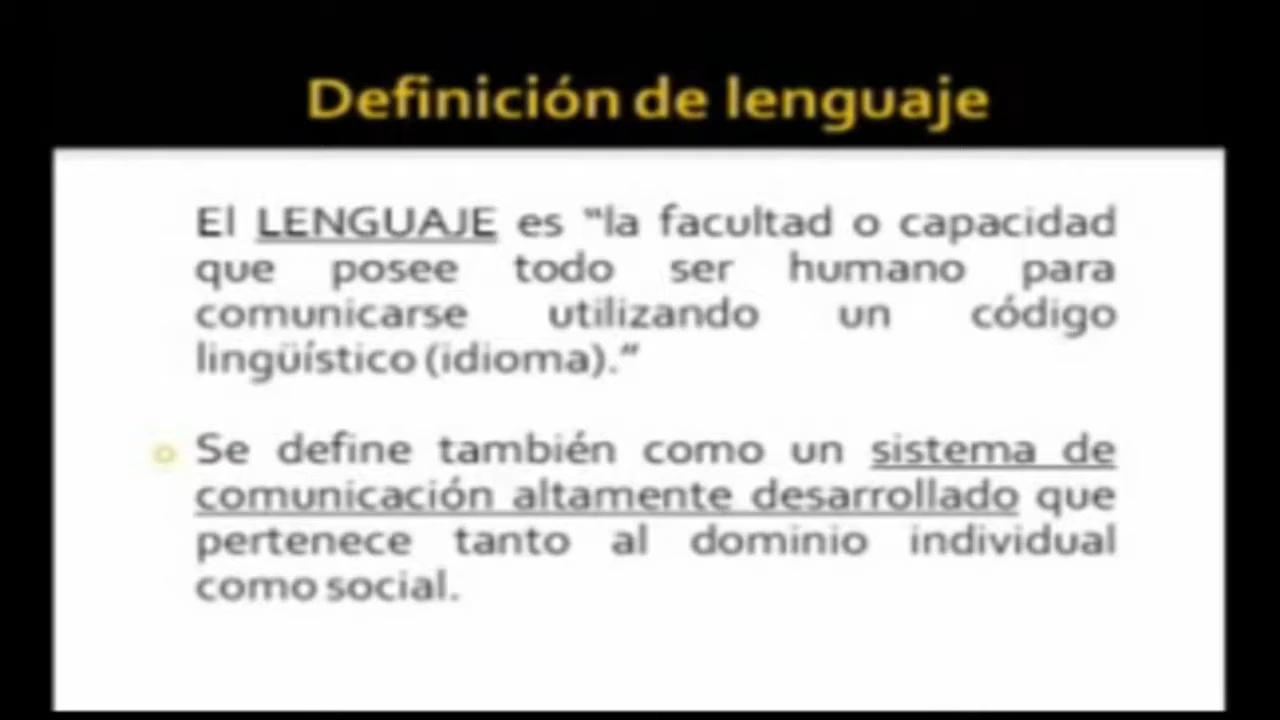 Definición de lenguaje
El LENGUAJE es “la facultad o capacidad
que posee todo ser humano para
comunicarse utilizando un código
lingüístico (idioma).“
Se define también como un sistema de
comunicación altamente desarrollado que
pertenece tanto al dominio individual
como social.